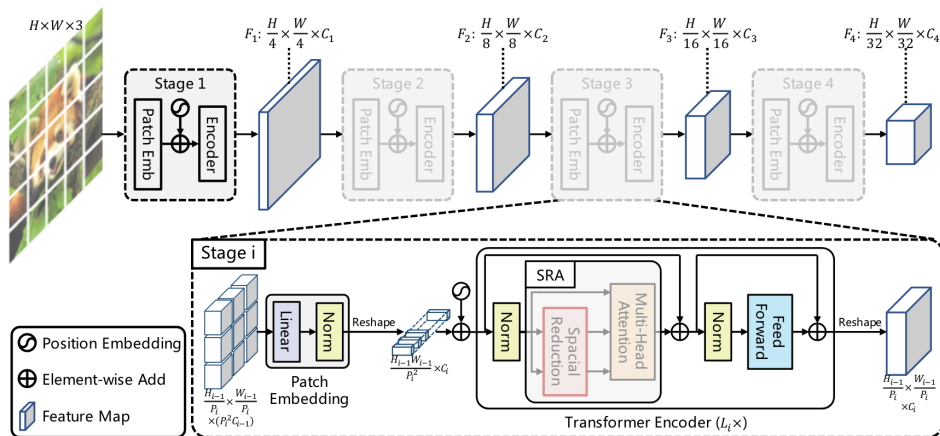 H×W×3
F₁: H/4 × W/4 × C₁
F₂: H/8 × W/8 × C₂
F₃: H/16 × W/16 × C₃
F₄: H/32 × W/32 × C₄
Stage 1
Patch Emb
Encoder
Stage 2
Patch Emb
Encoder
Stage 3
Patch Emb
Encoder
Stage 4
Patch Emb
Encoder
Stage i
Hᵢ₋₁/Pᵢ × Wᵢ₋₁/Pᵢ
×(Pᵢ²Cᵢ₋₁)
Linear
Norm
Patch
Embedding
Reshape
Hᵢ₋₁Wᵢ₋₁/Pᵢ² ×Cᵢ
Norm
SRA
Spacial
Reduction
Multi-Head
Attention
Norm
Feed
Forward
Reshape
Hᵢ₋₁/Pᵢ × Wᵢ₋₁/Pᵢ
×Cᵢ
Transformer Encoder (Lᵢ×)
Position Embedding
Element-wise Add
Feature Map